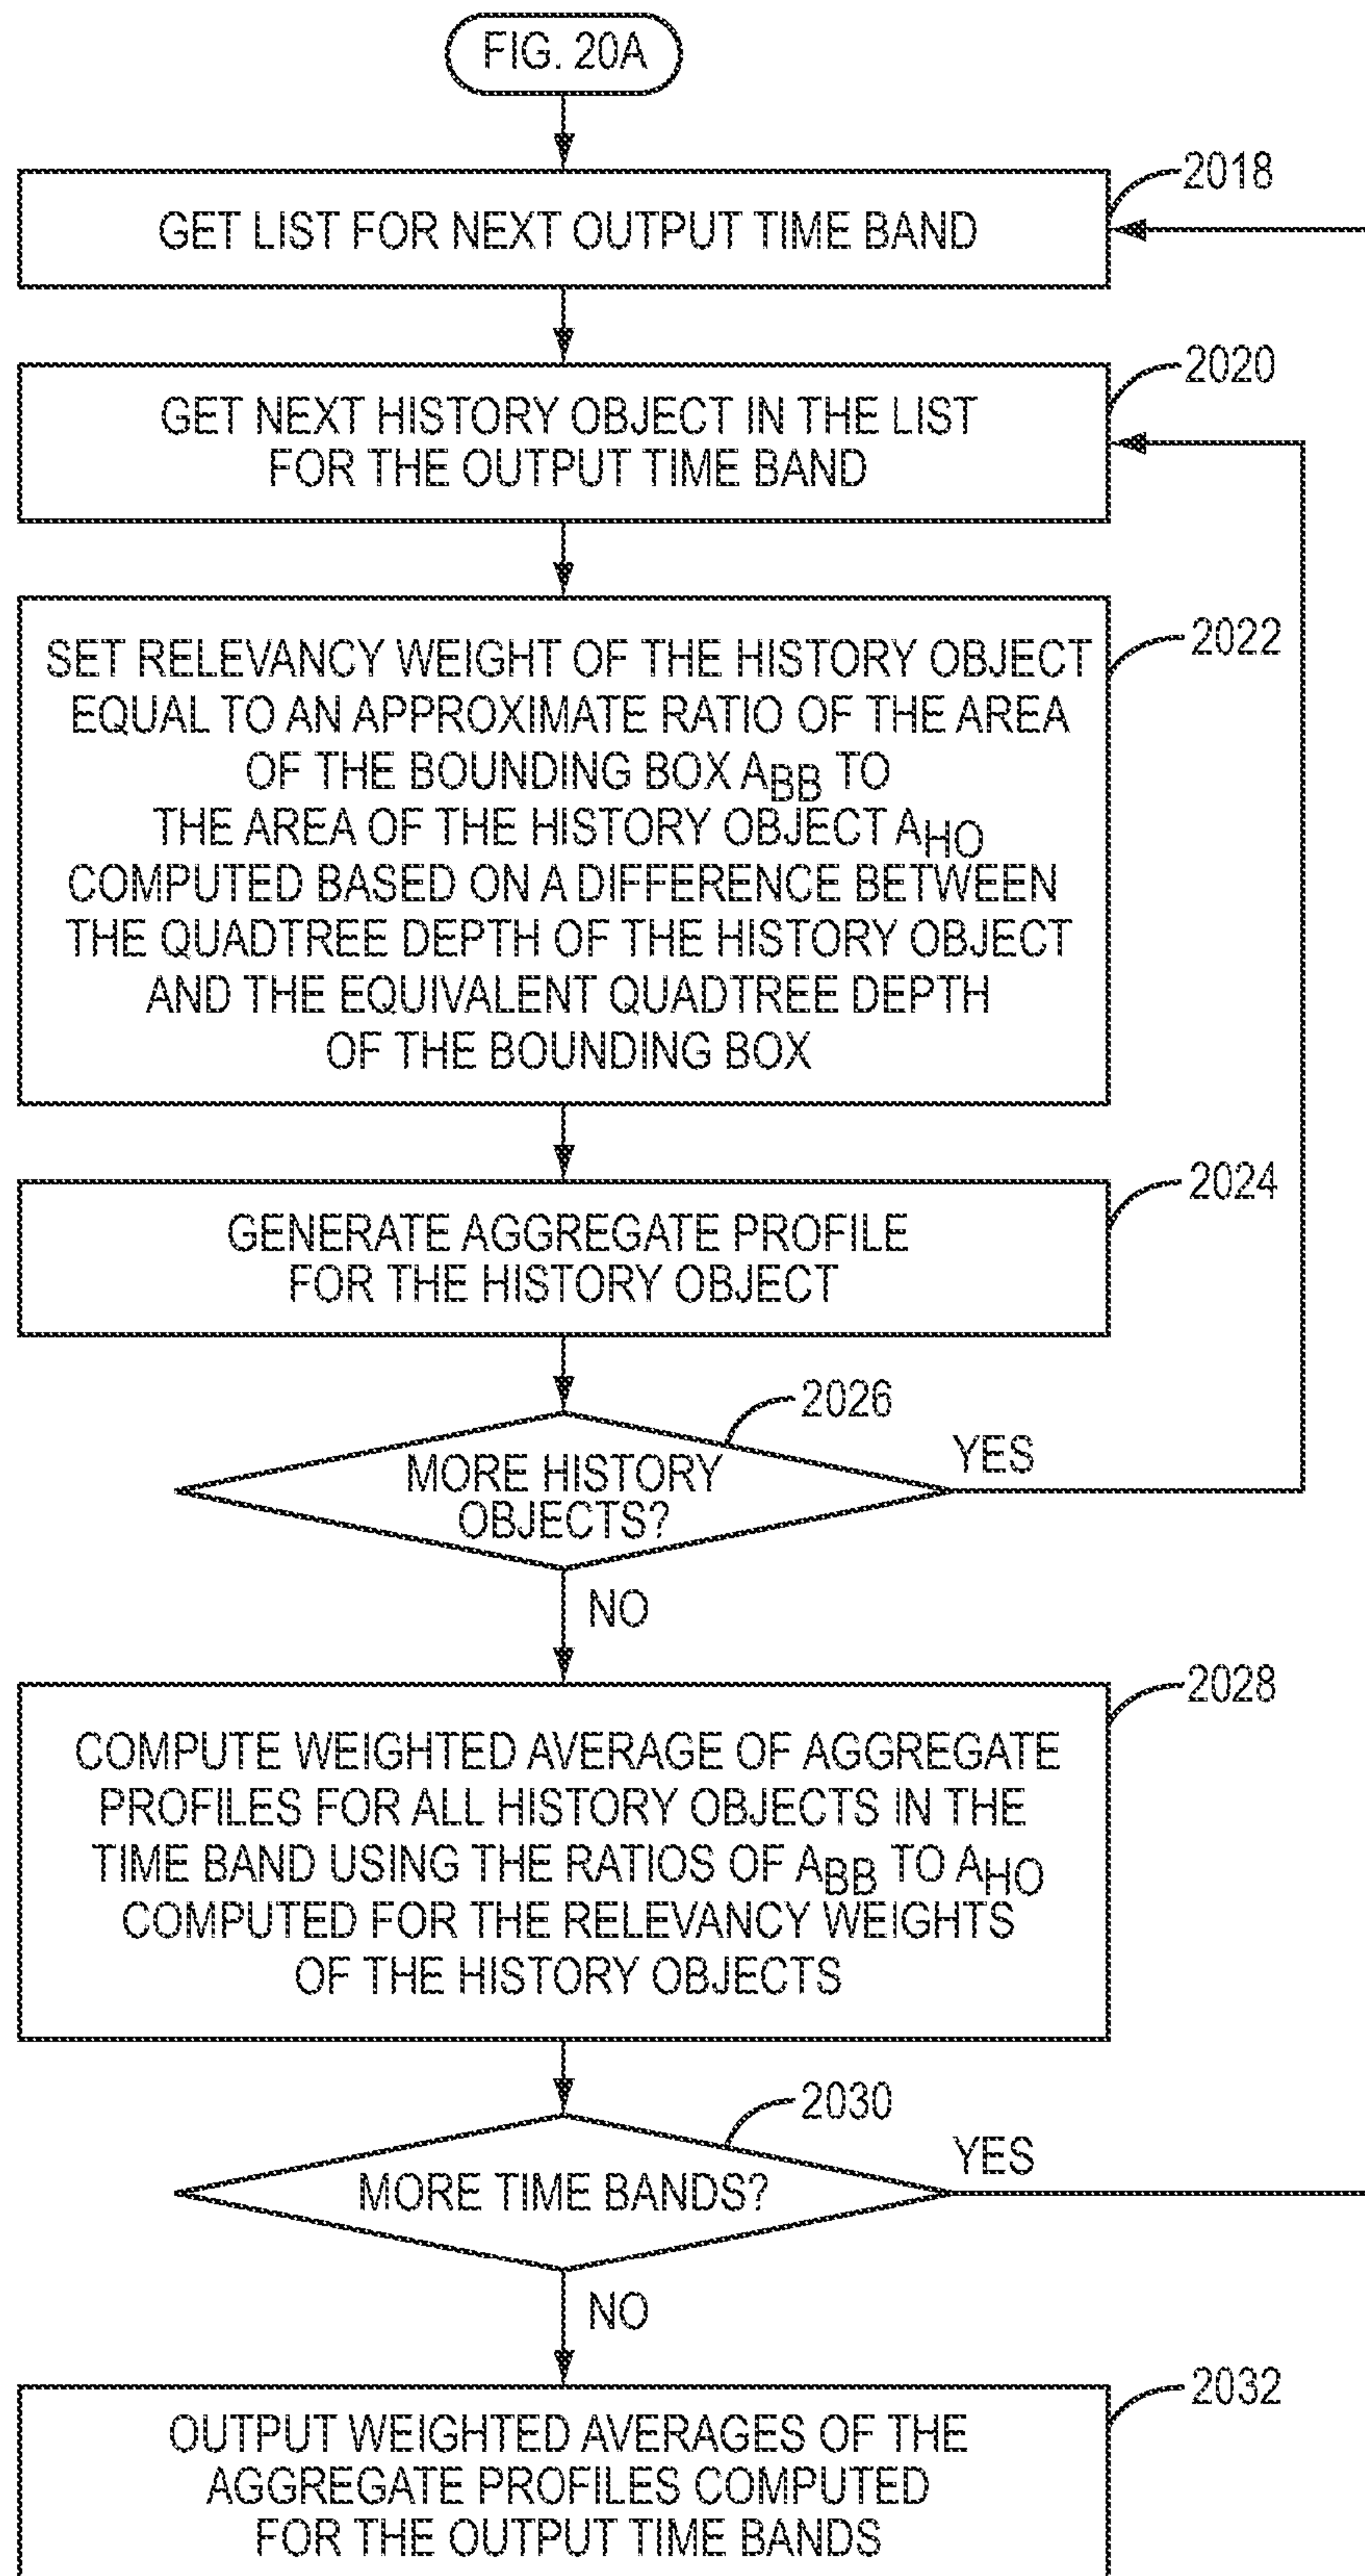 FIG. 20A
2018
GET LIST FOR NEXT OUTPUT TIME BAND
2020
GET NEXT HISTORY OBJECT IN THE LIST
FOR THE OUTPUT TIME BAND
2022
SET RELEVANCY WEIGHT OF THE HISTORY OBJECT
EQUAL TO AN APPROXIMATE RATIO OF THE AREA
OF THE BOUNDING BOX ABB TO
THE AREA OF THE HISTORY OBJECT AHO
COMPUTED BASED ON A DIFFERENCE BETWEEN
THE QUADTREE DEPTH OF THE HISTORY OBJECT
AND THE EQUIVALENT QUADTREE DEPTH
OF THE BOUNDING BOX
2024
GENERATE AGGREGATE PROFILE
FOR THE HISTORY OBJECT
2026
MORE HISTORY
OBJECTS?
YES
NO
2028
COMPUTE WEIGHTED AVERAGE OF AGGREGATE
PROFILES FOR ALL HISTORY OBJECTS IN THE
TIME BAND USING THE RATIOS OF ABB TO AHO
COMPUTED FOR THE RELEVANCY WEIGHTS
OF THE HISTORY OBJECTS
2030
MORE TIME BANDS?
YES
NO
2032
OUTPUT WEIGHTED AVERAGES OF THE
AGGREGATE PROFILES COMPUTED
FOR THE OUTPUT TIME BANDS